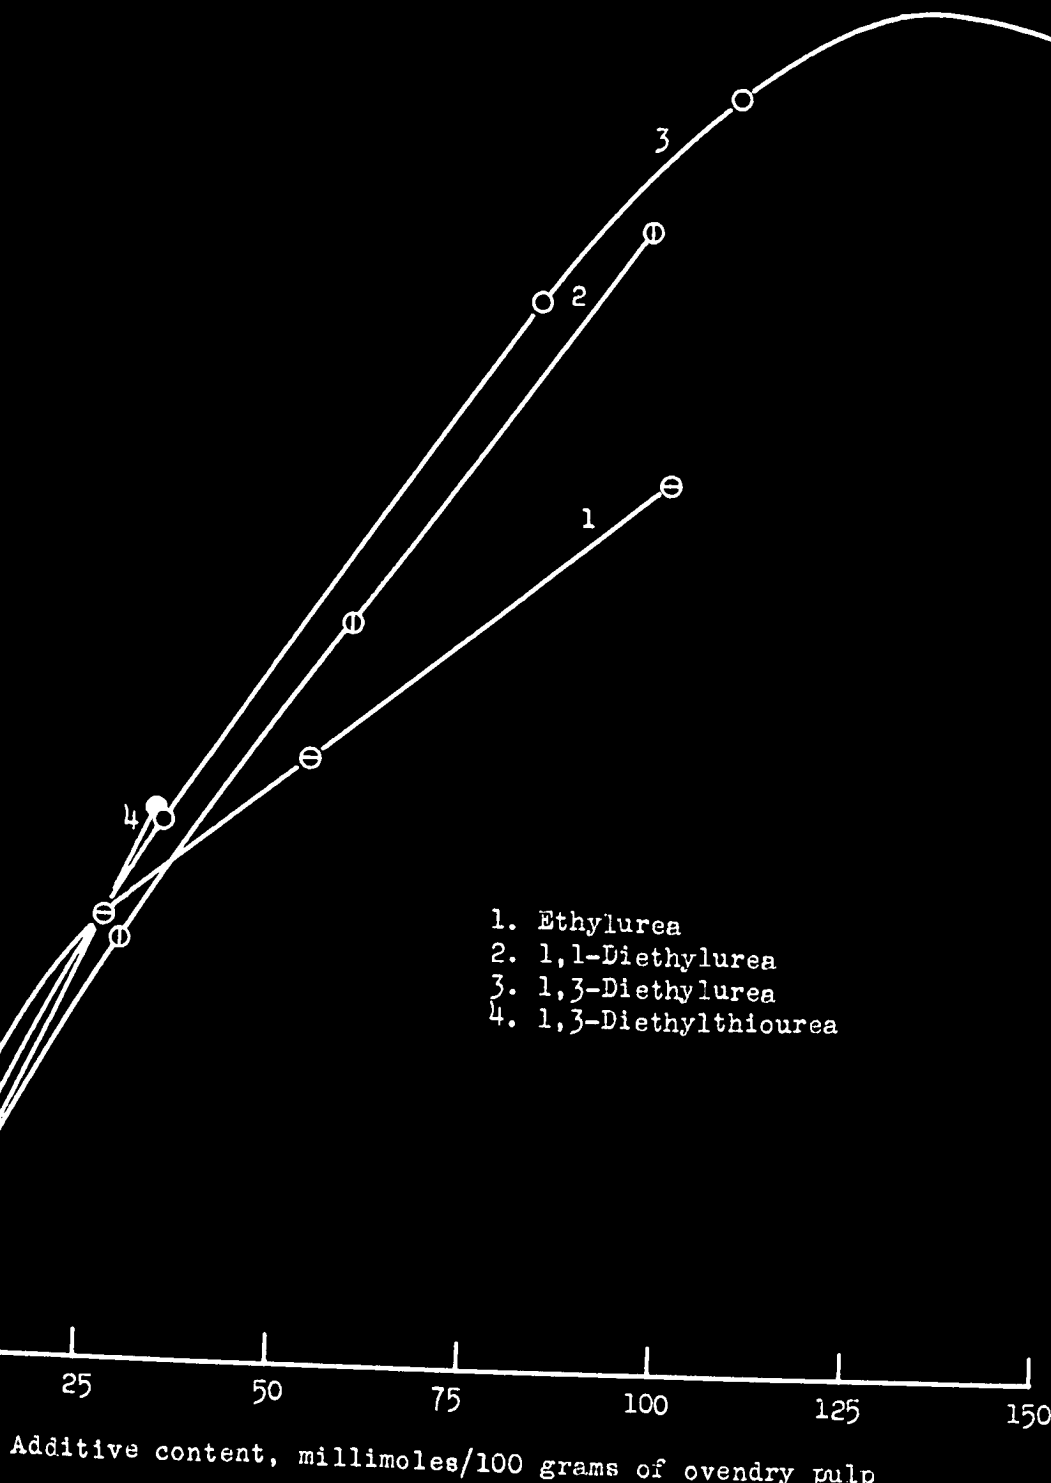 3
2
1
4
1. Ethylurea
2. 1,1-Diethylurea
3. 1,3-Diethylurea
4. 1,3-Diethylthiourea
25 50 75 100 125 150
Additive content, millimoles/100 grams of ovendry pulp